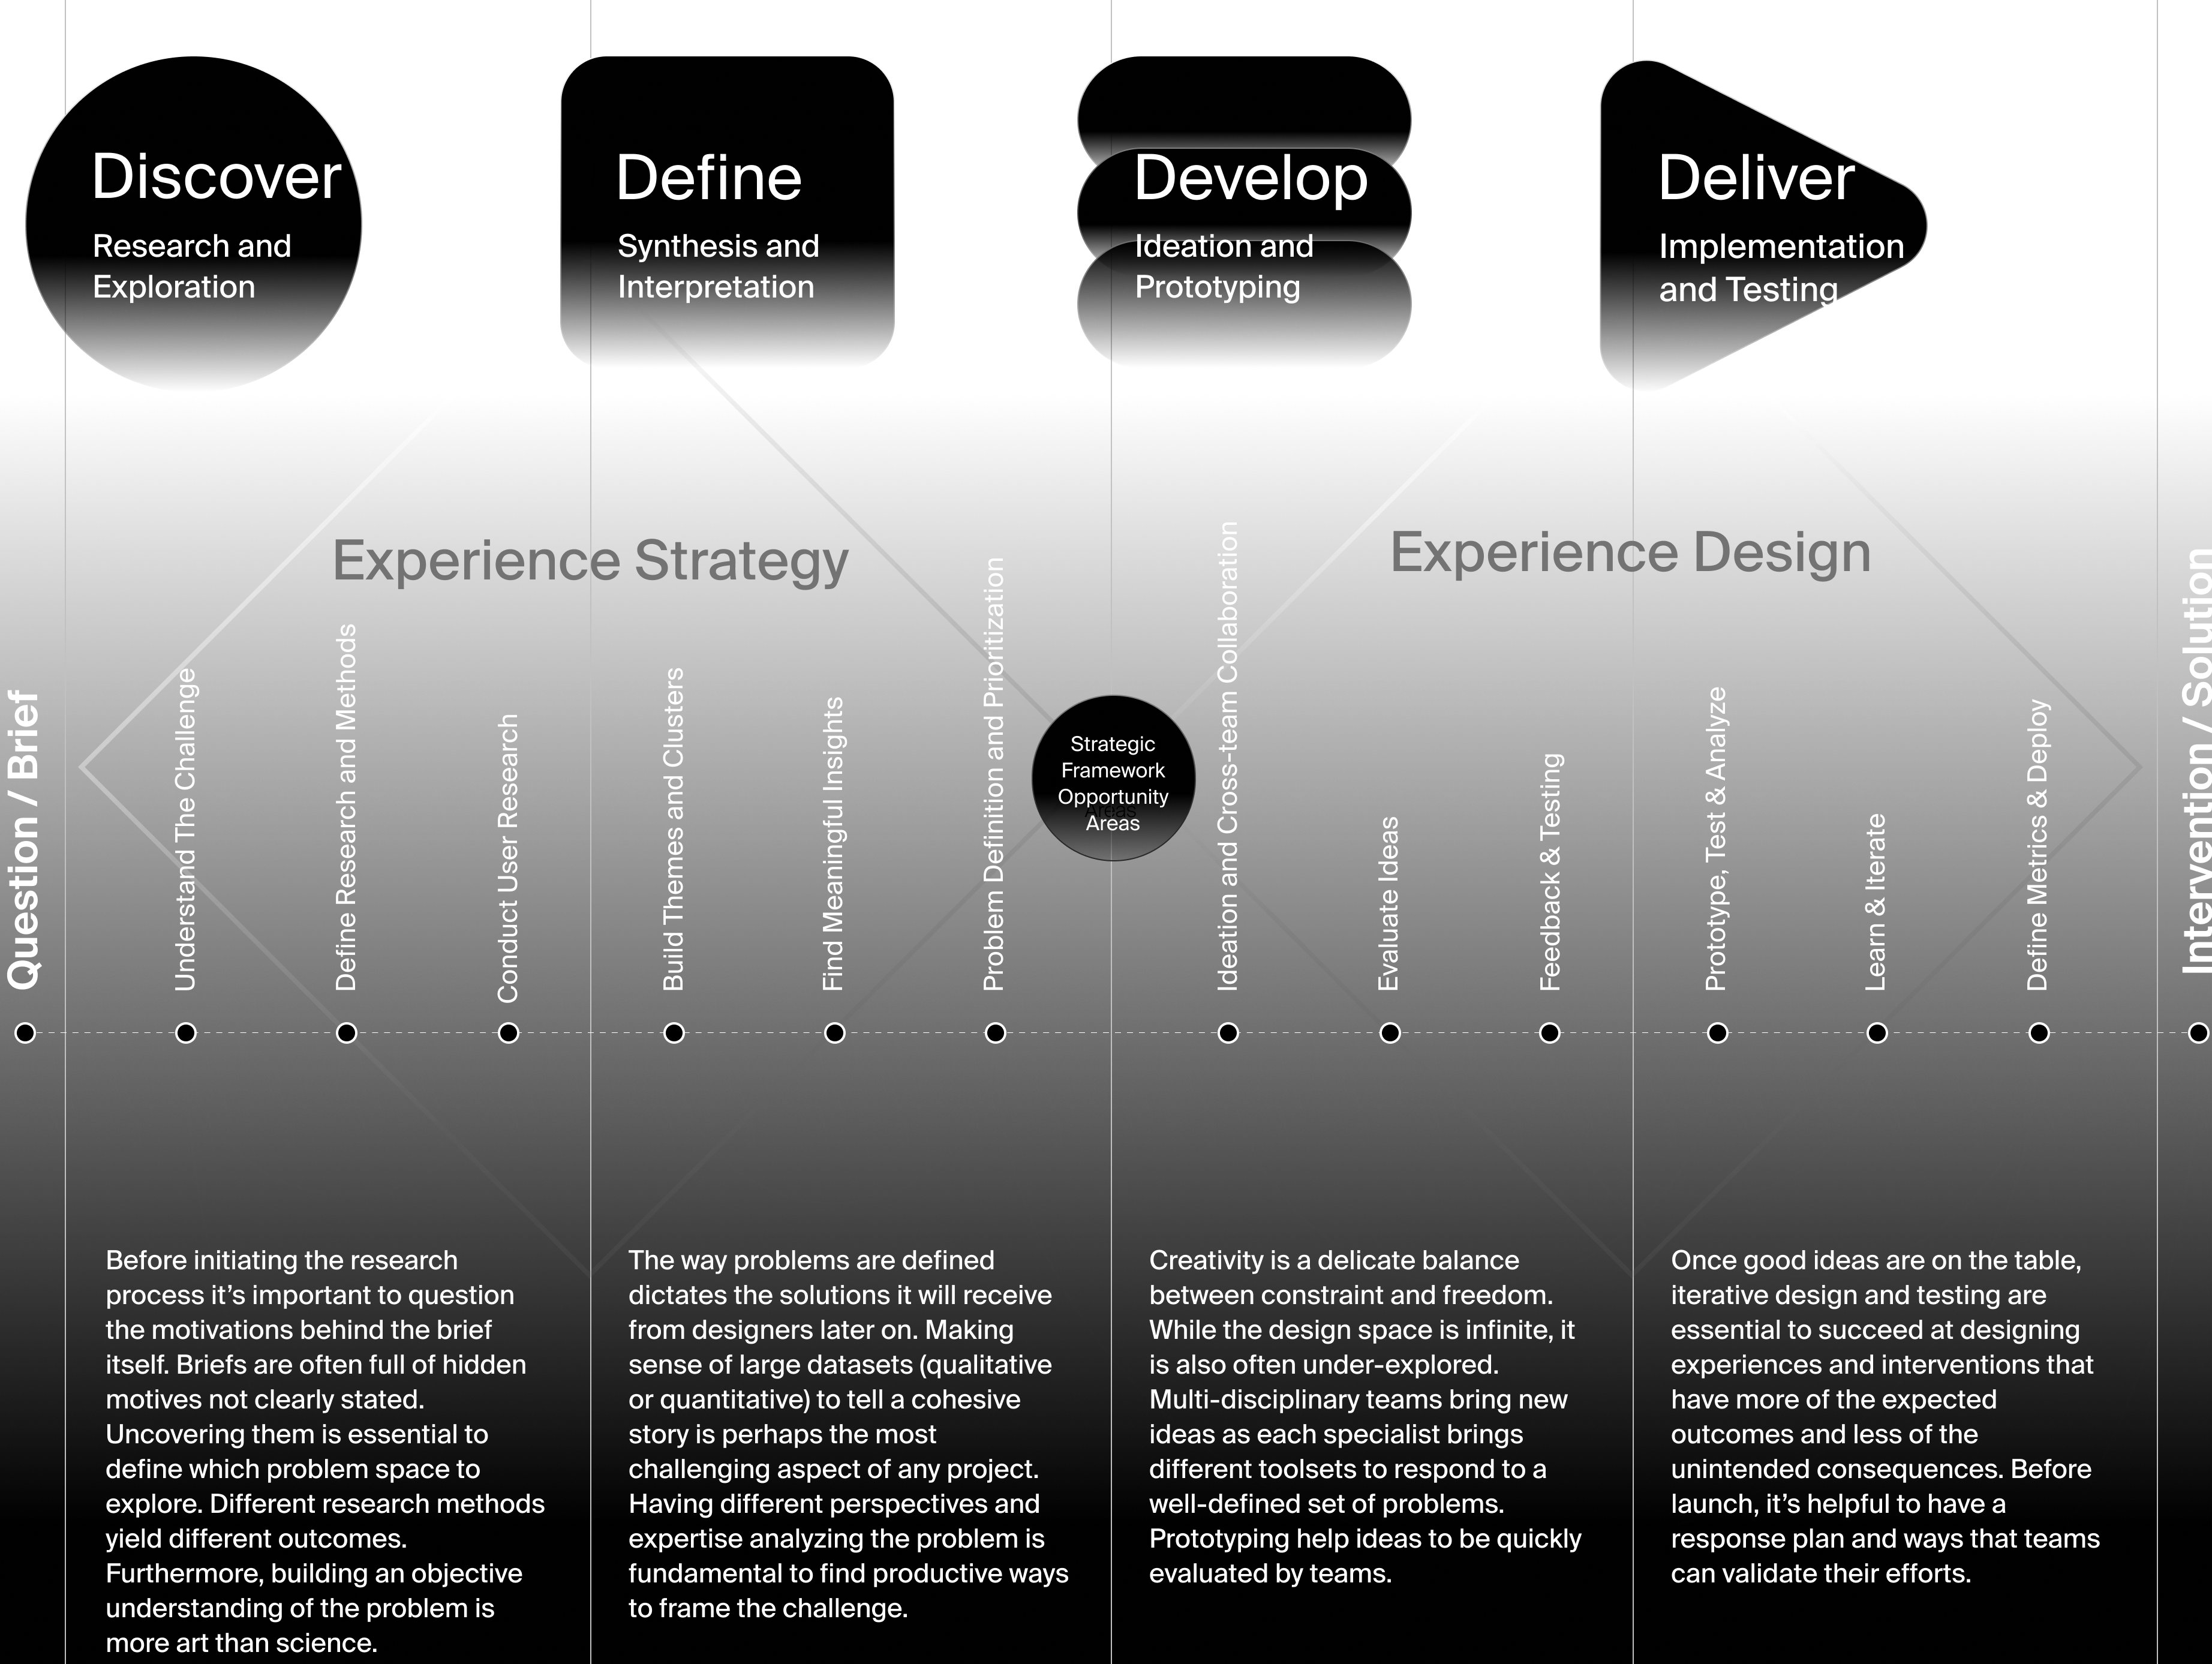 Discover
Research and
Exploration
Define
Synthesis and
Interpretation
Develop
Ideation and
Prototyping
Deliver
Implementation
and Testing
Experience Strategy
Experience Design
Question / Brief
Understand The Challenge
Define Research and Methods
Conduct User Research
Build Themes and Clusters
Find Meaningful Insights
Problem Definition and Prioritization
Strategic
Framework
Opportunity
Areas
Areas
Ideation and Cross-team Collaboration
Evaluate Ideas
Feedback & Testing
Prototype, Test & Analyze
Learn & Iterate
Define Metrics & Deploy
Intervention / Solution
Before initiating the research
process it’s important to question
the motivations behind the brief
itself. Briefs are often full of hidden
motives not clearly stated.
Uncovering them is essential to
define which problem space to
explore. Different research methods
yield different outcomes.
Furthermore, building an objective
understanding of the problem is
more art than science.
The way problems are defined
dictates the solutions it will receive
from designers later on. Making
sense of large datasets (qualitative
or quantitative) to tell a cohesive
story is perhaps the most
challenging aspect of any project.
Having different perspectives and
expertise analyzing the problem is
fundamental to find productive ways
to frame the challenge.
Creativity is a delicate balance
between constraint and freedom.
While the design space is infinite, it
is also often under-explored.
Multi-disciplinary teams bring new
ideas as each specialist brings
different toolsets to respond to a
well-defined set of problems.
Prototyping help ideas to be quickly
evaluated by teams.
Once good ideas are on the table,
iterative design and testing are
essential to succeed at designing
experiences and interventions that
have more of the expected
outcomes and less of the
unintended consequences. Before
launch, it’s helpful to have a
response plan and ways that teams
can validate their efforts.